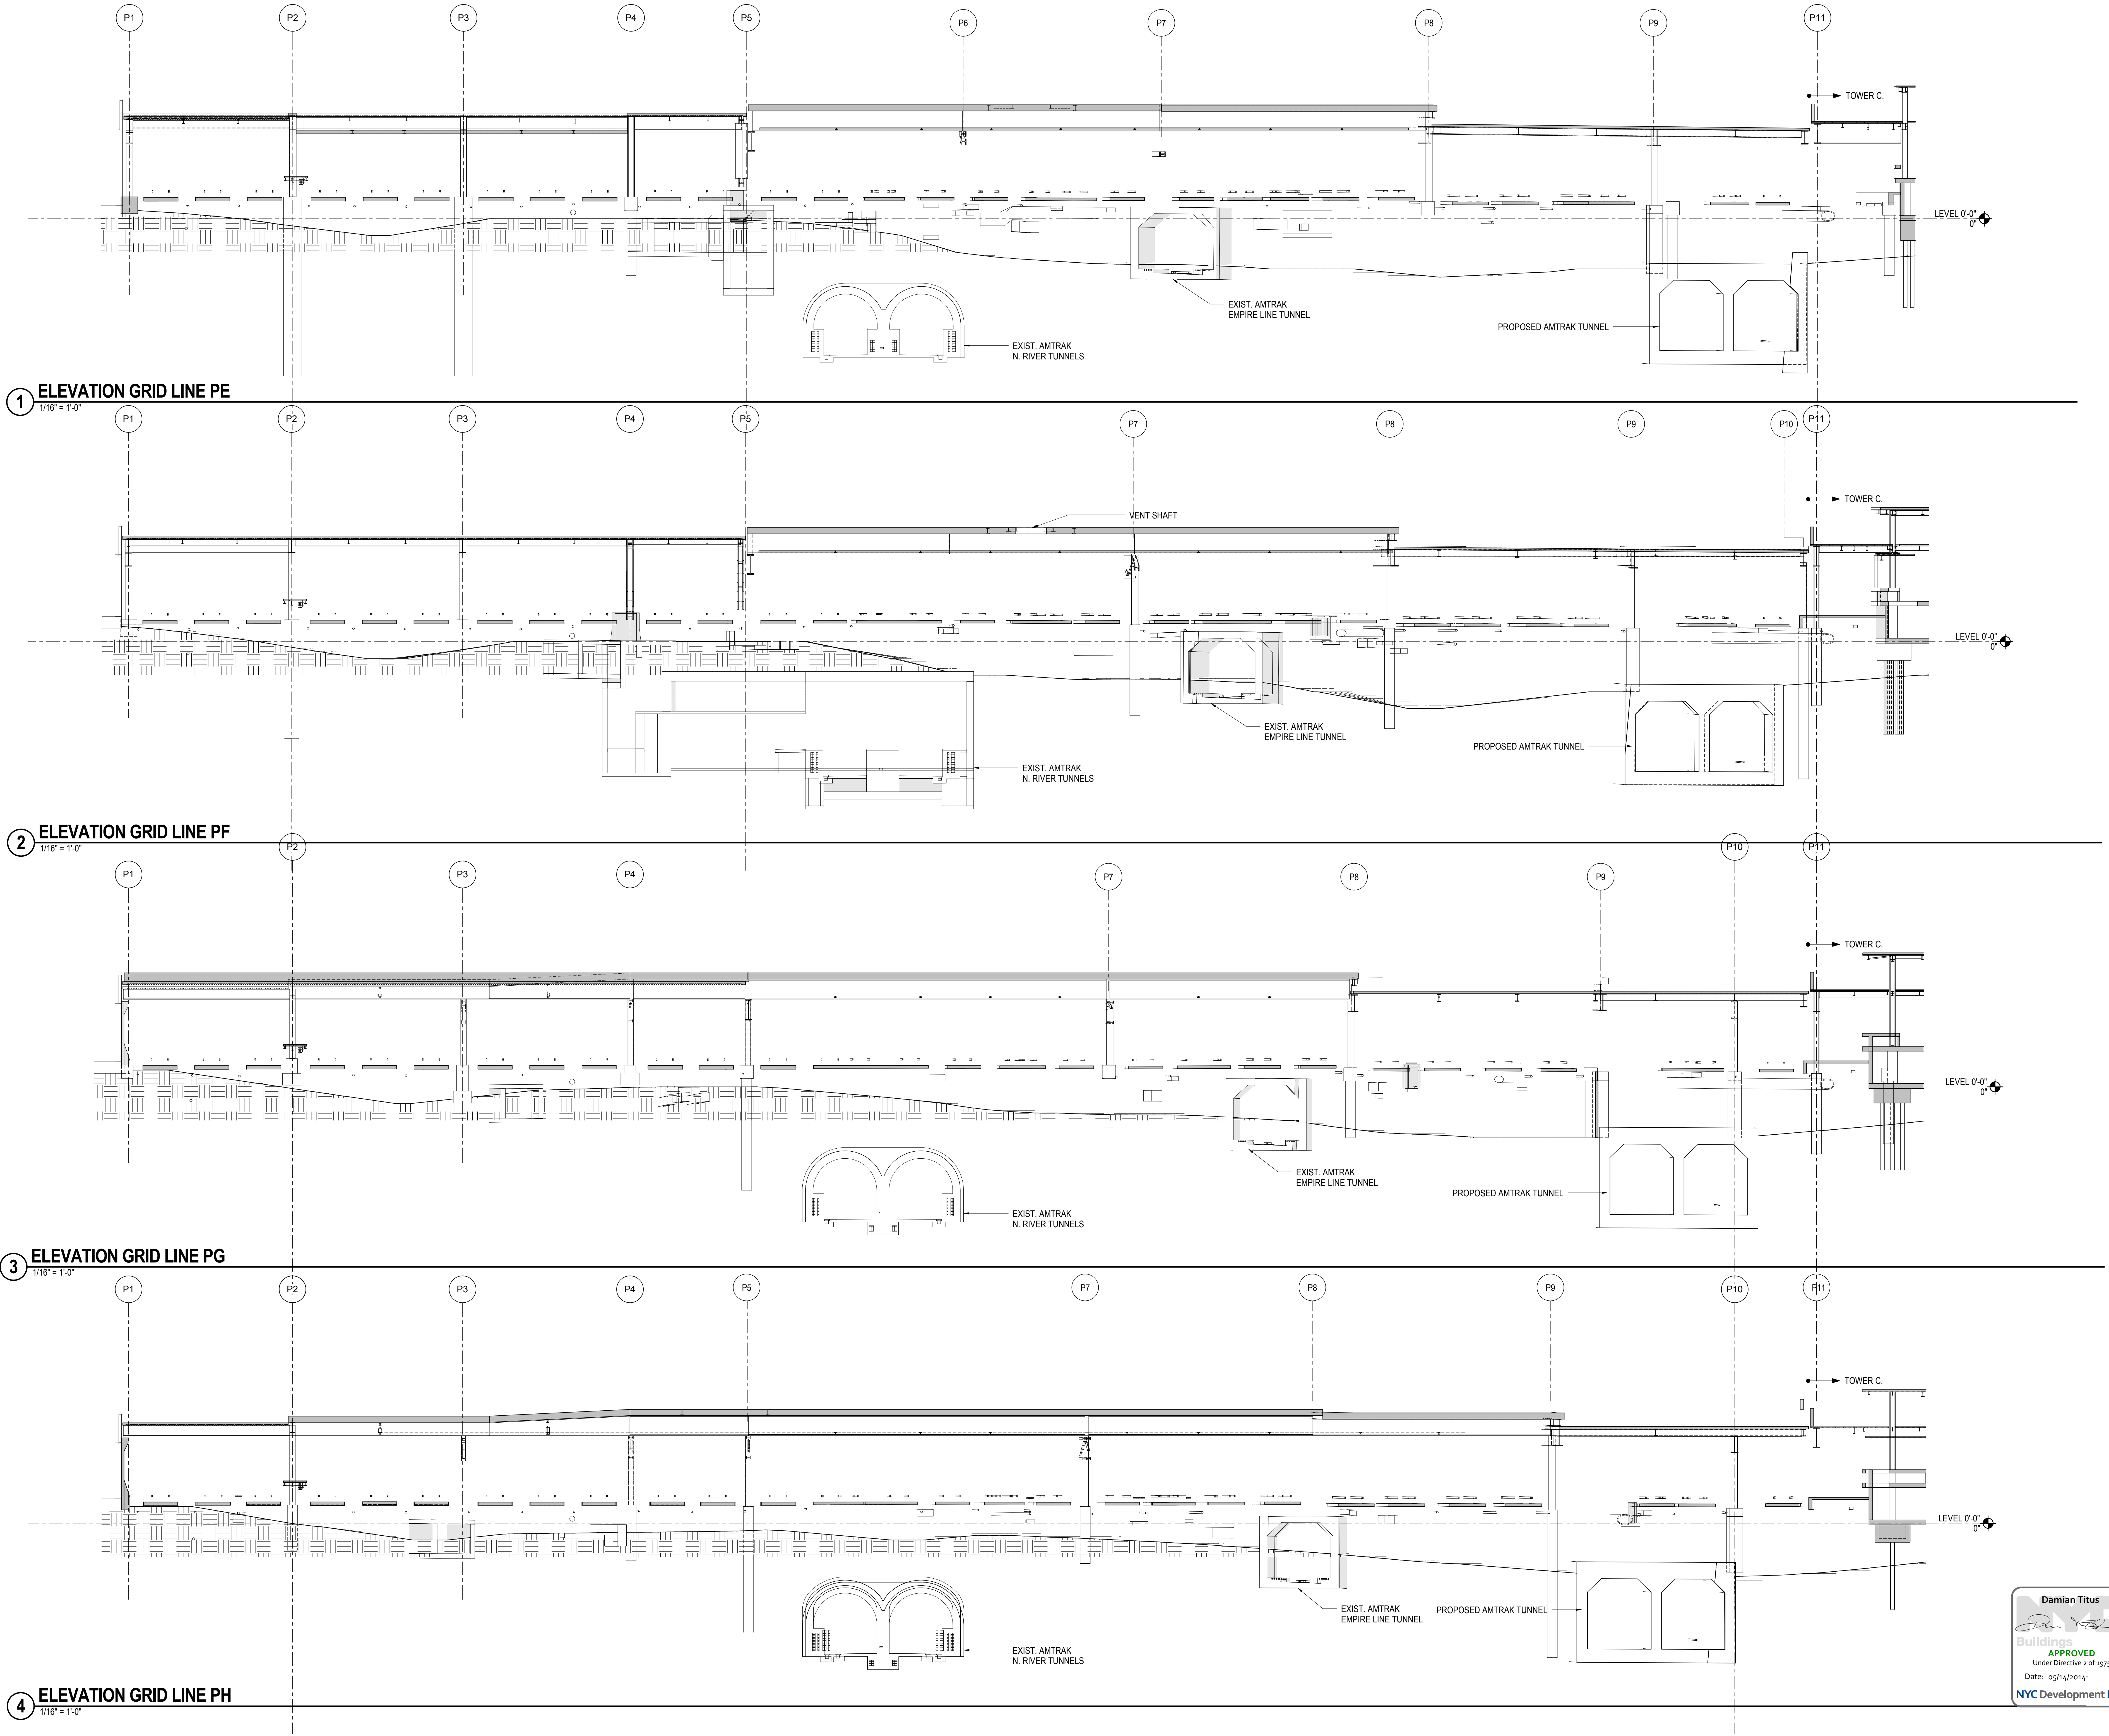 P1 P2 P3 P4 P5 P6 P7 P8 P9 P11
TOWER C.
LEVEL 0'-0"
0"
EXIST. AMTRAK
EMPIRE LINE TUNNEL
PROPOSED AMTRAK TUNNEL
EXIST. AMTRAK
N. RIVER TUNNELS
1 ELEVATION GRID LINE PE
1/16" = 1'-0"
P1 P2 P3 P4 P5 P7 P8 P9 P10 P11
TOWER C.
VENT SHAFT
LEVEL 0'-0"
0"
EXIST. AMTRAK
EMPIRE LINE TUNNEL
PROPOSED AMTRAK TUNNEL
EXIST. AMTRAK
N. RIVER TUNNELS
2 ELEVATION GRID LINE PF
1/16" = 1'-0"
P1 P2 P3 P4 P7 P8 P9 P10 P11
TOWER C.
LEVEL 0'-0"
0"
EXIST. AMTRAK
EMPIRE LINE TUNNEL
PROPOSED AMTRAK TUNNEL
EXIST. AMTRAK
N. RIVER TUNNELS
3 ELEVATION GRID LINE PG
1/16" = 1'-0"
P1 P2 P3 P4 P5 P7 P8 P9 P10 P11
TOWER C.
LEVEL 0'-0"
0"
EXIST. AMTRAK
EMPIRE LINE TUNNEL
PROPOSED AMTRAK TUNNEL
EXIST. AMTRAK
N. RIVER TUNNELS
4 ELEVATION GRID LINE PH
1/16" = 1'-0"
Damian Titus
Buildings
APPROVED
Under Directive 2 of 1975
Date: 05/14/2014:
NYC Development